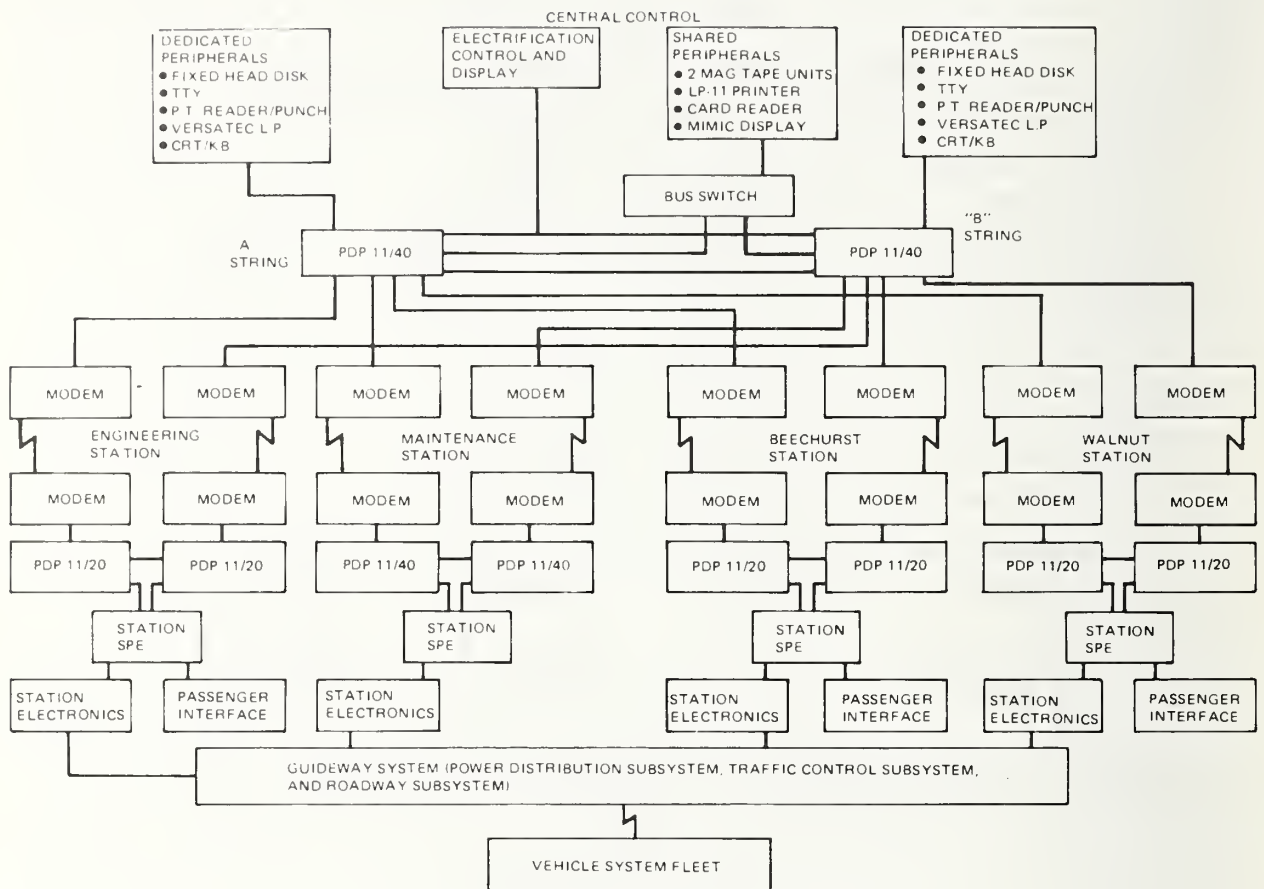 CENTRAL CONTROL
DEDICATED
PERIPHERALS
● FIXED HEAD DISK
● TTY
● P.T. READER/PUNCH
● VERSATEC L.P
● CRT/KB
ELECTRIFICATION
CONTROL AND
DISPLAY
SHARED
PERIPHERALS
● 2 MAG TAPE UNITS
● LP-11 PRINTER
● CARD READER
● MIMIC DISPLAY
DEDICATED
PERIPHERALS
● FIXED HEAD DISK
● TTY
● P.T. READER/PUNCH
● VERSATEC L.P
● CRT/KB
BUS SWITCH
A
STRING
PDP 11/40
PDP 11/40
"B"
STRING
MODEM
MODEM
MODEM
MODEM
MODEM
MODEM
MODEM
MODEM
ENGINEERING
STATION
MAINTENANCE
STATION
BEECHURST
STATION
WALNUT
STATION
MODEM
MODEM
MODEM
MODEM
MODEM
MODEM
MODEM
MODEM
PDP 11/20
PDP 11/20
PDP 11/40
PDP 11/40
PDP 11/20
PDP 11/20
PDP 11/20
PDP 11/20
STATION
SPE
STATION
SPE
STATION
SPE
STATION
SPE
STATION
ELECTRONICS
PASSENGER
INTERFACE
STATION
ELECTRONICS
STATION
ELECTRONICS
PASSENGER
INTERFACE
STATION
ELECTRONICS
PASSENGER
INTERFACE
GUIDEWAY SYSTEM (POWER DISTRIBUTION SUBSYSTEM, TRAFFIC CONTROL SUBSYSTEM,
AND ROADWAY SUBSYSTEM)
VEHICLE SYSTEM FLEET